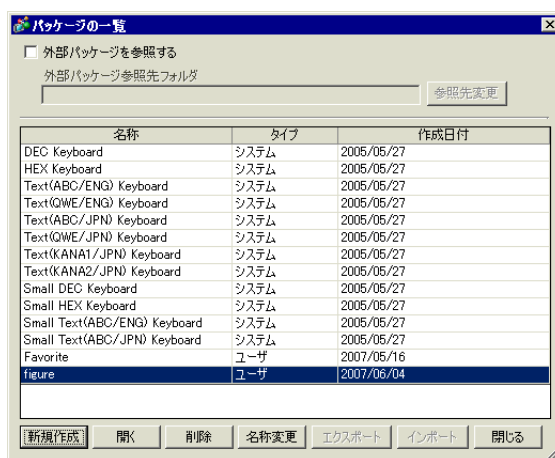 パッケージの一覧
外部パッケージを参照する
外部パッケージ参照先フォルダ
参照先変更
名称 タイプ 作成日付
DEC Keyboard システム 2005/05/27
HEX Keyboard システム 2005/05/27
Text(ABC/ENG) Keyboard システム 2005/05/27
Text(QWE/ENG) Keyboard システム 2005/05/27
Text(ABC/JPN) Keyboard システム 2005/05/27
Text(QWE/JPN) Keyboard システム 2005/05/27
Text(KANA1/JPN) Keyboard システム 2005/05/27
Text(KANA2/JPN) Keyboard システム 2005/05/27
Small DEC Keyboard システム 2005/05/27
Small HEX Keyboard システム 2005/05/27
Small Text(ABC/ENG) Keyboard システム 2005/05/27
Small Text(ABC/JPN) Keyboard システム 2005/05/27
Favorite ユーザ 2007/05/16
figure ユーザ 2007/06/04
新規作成 開く 削除 名称変更 エクスポート インポート 閉じる